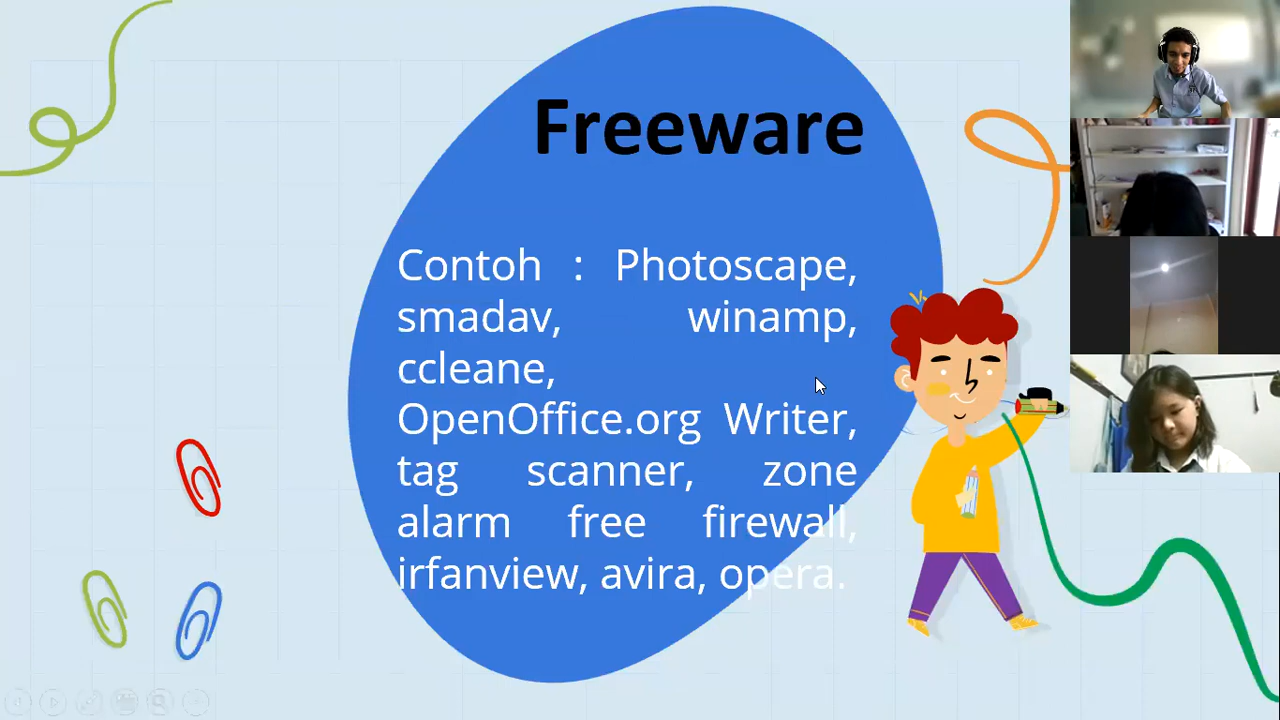 Freeware
Contoh : Photoscape,
smadav, winamp,
ccleane,
OpenOffice.org Writer,
tag scanner, zone
alarm free firewall,
irfanview, avira, opera.